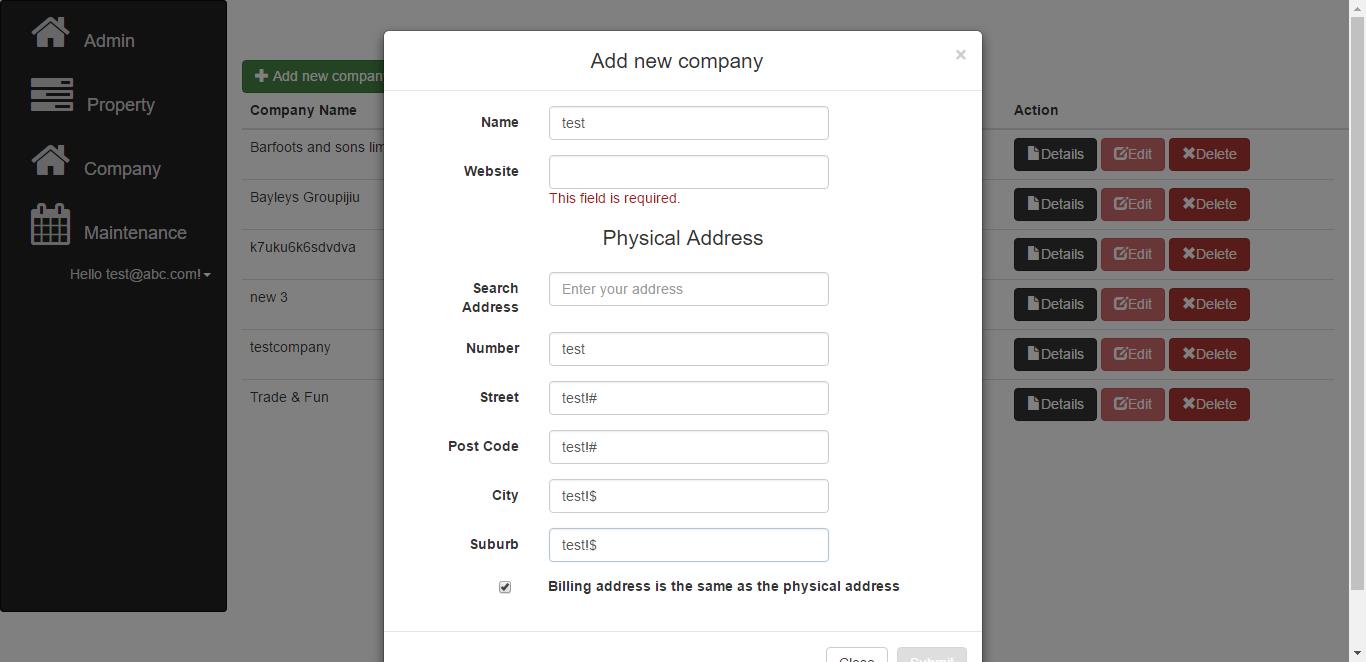 Admin
Property
Company
Maintenance
Hello test@abc.com!
Add new company
Company Name
Action
Barfoots and sons lim
Details Edit Delete
Bayleys Groupijiu
Details Edit Delete
k7uku6k6sdvdva
Details Edit Delete
new 3
Details Edit Delete
testcompany
Details Edit Delete
Trade & Fun
Details Edit Delete
Add new company
×
Name
test
Website
This field is required.
Physical Address
Search
Address
Enter your address
Number
test
Street
test!#
Post Code
test!#
City
test!$
Suburb
test!$
Billing address is the same as the physical address
Close
Submit